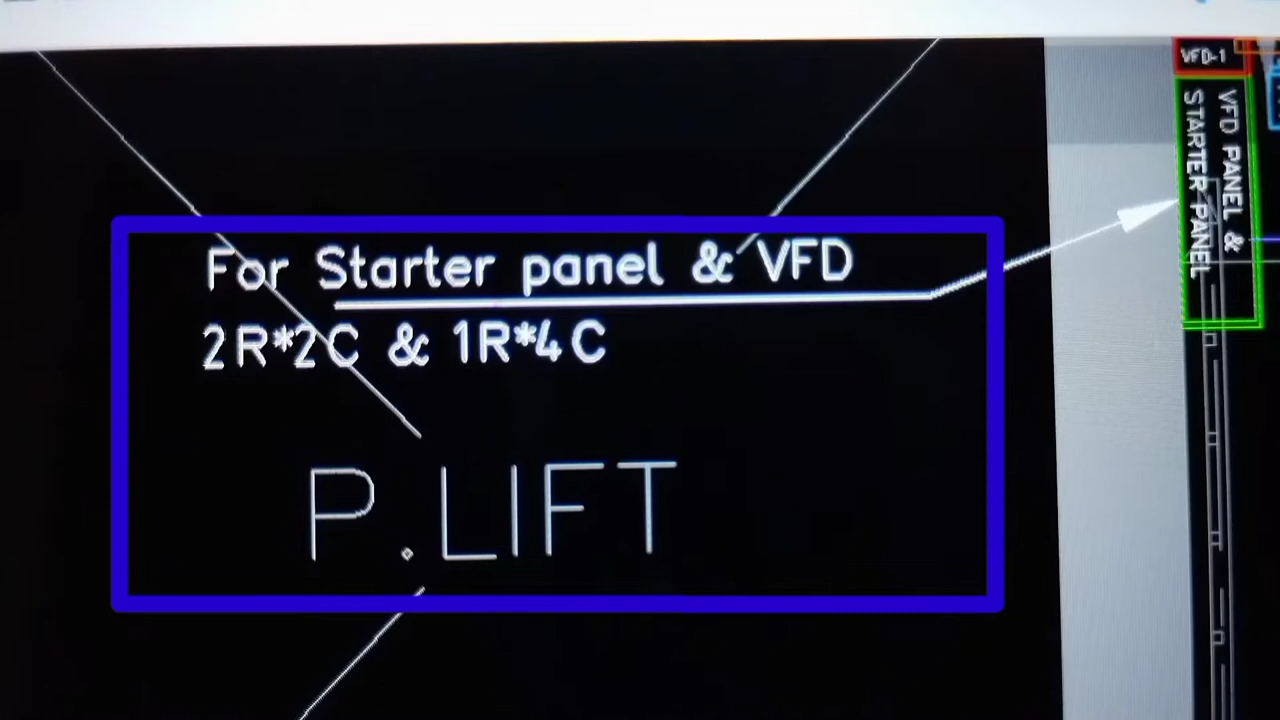 For Starter panel & VFD
2R*2C & 1R*4C
P.LIFT
VFD-1
VFD PANEL &
STARTER PANEL